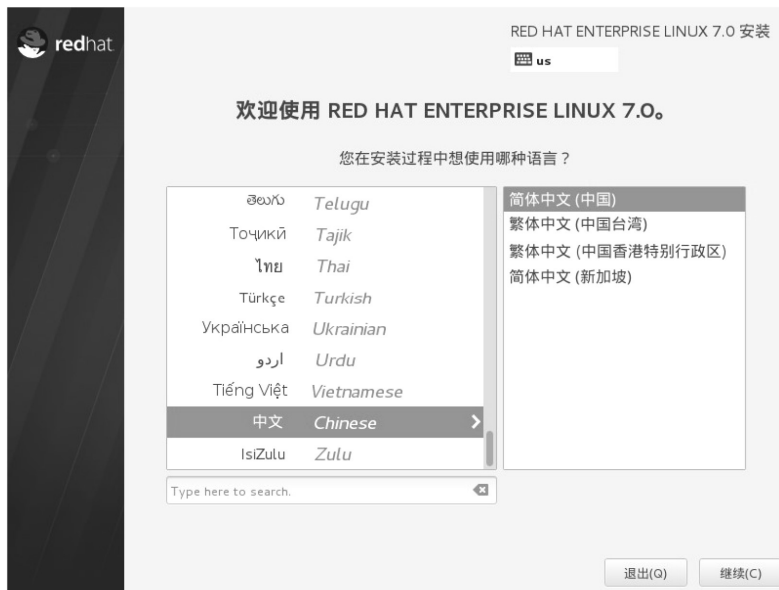 redhat.
RED HAT ENTERPRISE LINUX 7.0 安装
us
欢迎使用 RED HAT ENTERPRISE LINUX 7.0。
您在安装过程中想使用哪种语言？
తెలుగు Telugu
Тоҷикӣ Tajik
ไทย Thai
Türkçe Turkish
Українська Ukrainian
اردو Urdu
Tiếng Việt Vietnamese
中文 Chinese
IsiZulu Zulu
Type here to search.
简体中文 (中国)
繁体中文 (中国台湾)
繁体中文 (中国香港特别行政区)
简体中文 (新加坡)
退出(Q)
继续(C)